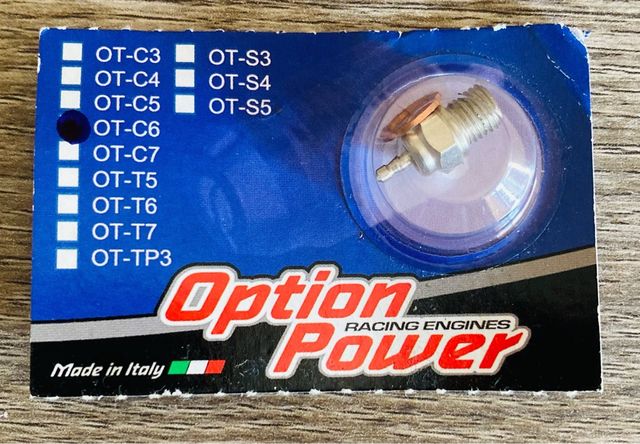 OT-C3
OT-C4
OT-C5
OT-C6
OT-C7
OT-T5
OT-T6
OT-T7
OT-TP3
OT-S3
OT-S4
OT-S5
Option
RACING ENGINES
Power
Made in Italy